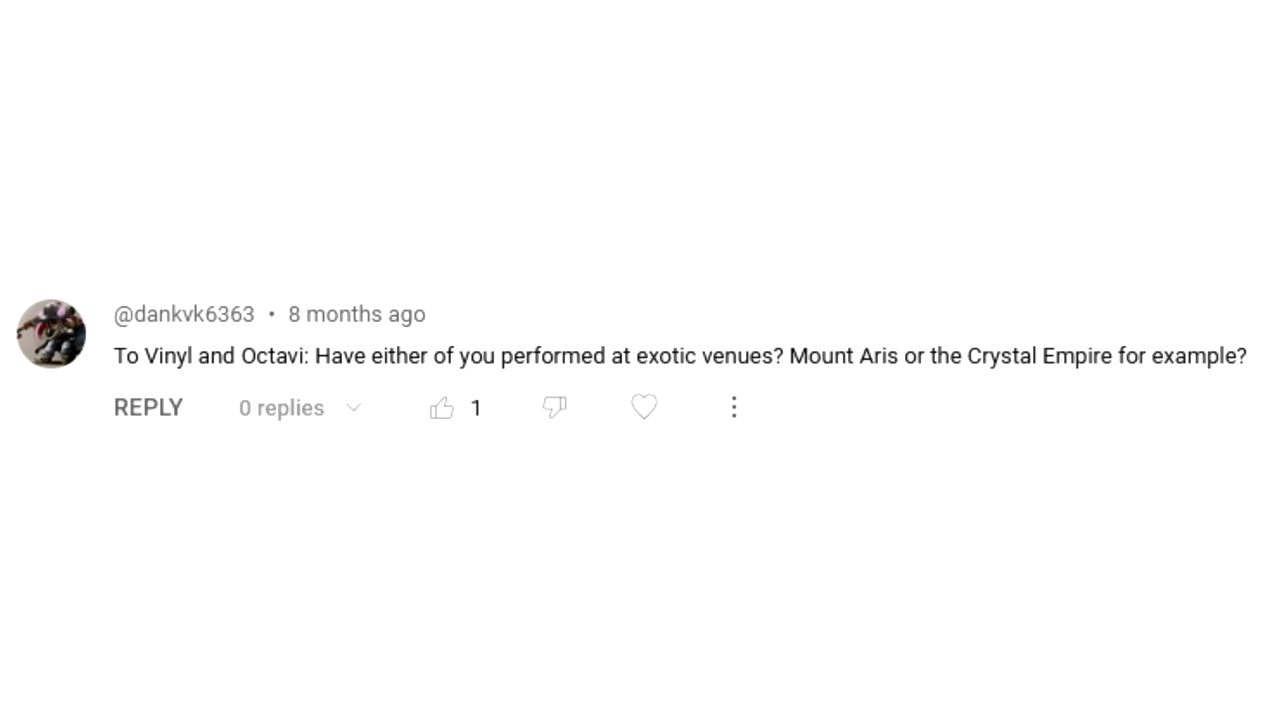 @dankvk6363 • 8 months ago
To Vinyl and Octavi: Have either of you performed at exotic venues? Mount Aris or the Crystal Empire for example?
REPLY 0 replies 1